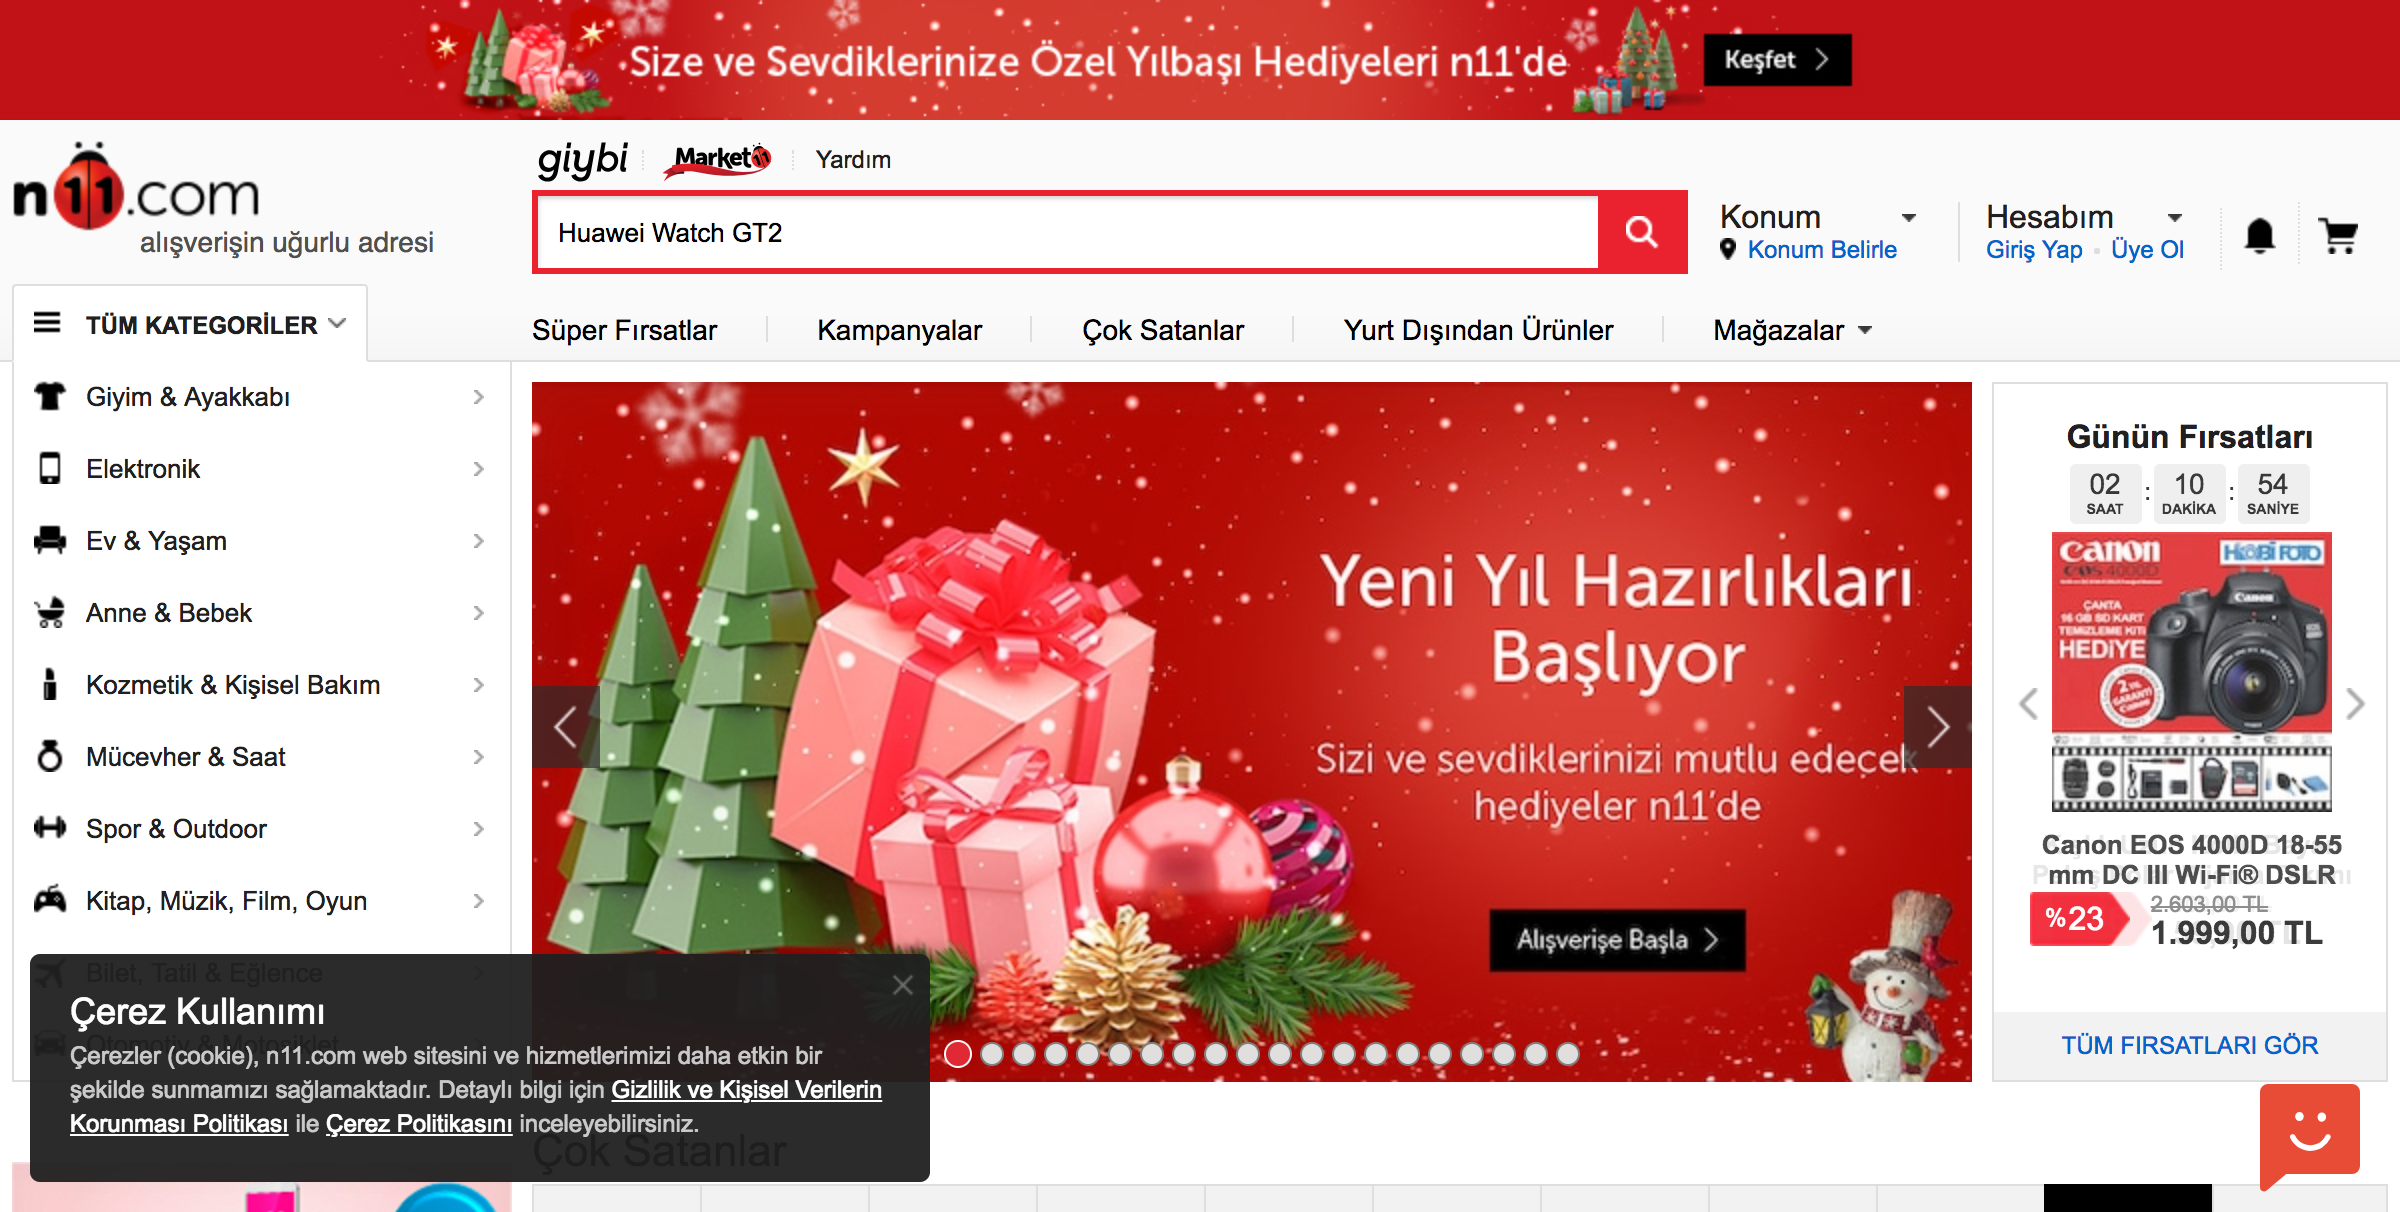 Size ve Sevdiklerinize Özel Yılbaşı Hediyeleri n11'de
Keşfet
n11.com
alışverişin uğurlu adresi
giybi
Market11
Yardım
Huawei Watch GT2
Konum
Konum Belirle
Hesabım
Giriş Yap
Üye Ol
TÜM KATEGORİLER
Süper Fırsatlar
Kampanyalar
Çok Satanlar
Yurt Dışından Ürünler
Mağazalar
Giyim & Ayakkabı
Elektronik
Ev & Yaşam
Anne & Bebek
Kozmetik & Kişisel Bakım
Mücevher & Saat
Spor & Outdoor
Kitap, Müzik, Film, Oyun
Bilet, Tatil & Eğlence
Otomotiv & Motosiklet
Yeni Yıl Hazırlıkları
Başlıyor
Sizi ve sevdiklerinizi mutlu edecek
hediyeler n11'de
Alışverişe Başla
Günün Fırsatları
02 : 10 : 54
SAAT DAKİKA SANİYE
Canon
HOBİ FOTO
EOS 4000D
Canon
ÇANTA
16 GB SD KART
TEMİZLEME KITI
HEDİYE
2 YIL
GARANTİ
Canon
Canon EOS 4000D 18-55
mm DC III Wi-Fi® DSLR
%23
2.603,00 TL
1.999,00 TL
TÜM FIRSATLARI GÖR
Çerez Kullanımı
Çerezler (cookie), n11.com web sitesini ve hizmetlerimizi daha etkin bir
şekilde sunmamızı sağlamaktadır. Detaylı bilgi için Gizlilik ve Kişisel Verilerin
Korunması Politikası ile Çerez Politikasını inceleyebilirsiniz.
Çok Satanlar